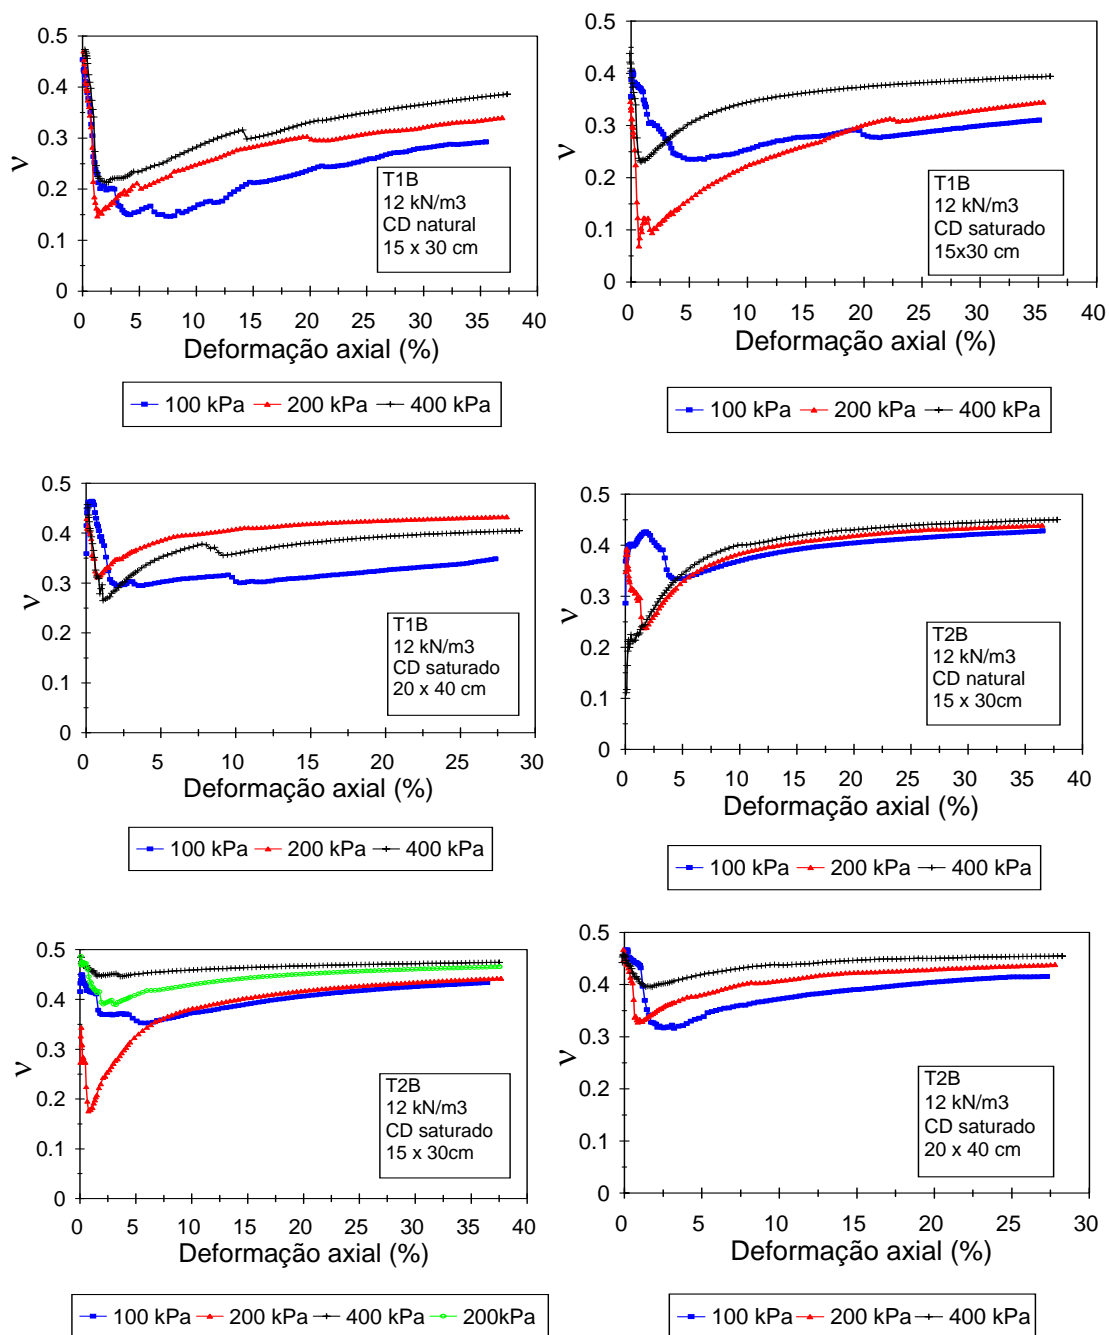 0.5
0.4
0.3
0.2
0.1
0
ν
0 5 10 15 20 25 30 35 40
Deformação axial (%)
T1B
12 kN/m3
CD natural
15 x 30 cm
100 kPa 200 kPa 400 kPa
0.5
0.4
0.3
0.2
0.1
0
ν
0 5 10 15 20 25 30 35 40
Deformação axial (%)
T1B
12 kN/m3
CD saturado
15x30 cm
100 kPa 200 kPa 400 kPa
0.5
0.4
0.3
0.2
0.1
0
ν
0 5 10 15 20 25 30
Deformação axial (%)
T1B
12 kN/m3
CD saturado
20 x 40 cm
100 kPa 200 kPa 400 kPa
0.5
0.4
0.3
0.2
0.1
0
ν
0 5 10 15 20 25 30 35 40
Deformação axial (%)
T2B
12 kN/m3
CD natural
15 x 30cm
100 kPa 200 kPa 400 kPa
0.5
0.4
0.3
0.2
0.1
0
ν
0 5 10 15 20 25 30 35 40
Deformação axial (%)
T2B
12 kN/m3
CD saturado
15 x 30cm
100 kPa 200 kPa 400 kPa 200kPa
0.5
0.4
0.3
0.2
0.1
0
ν
0 5 10 15 20 25 30
Deformação axial (%)
T2B
12 kN/m3
CD saturado
20 x 40 cm
100 kPa 200 kPa 400 kPa